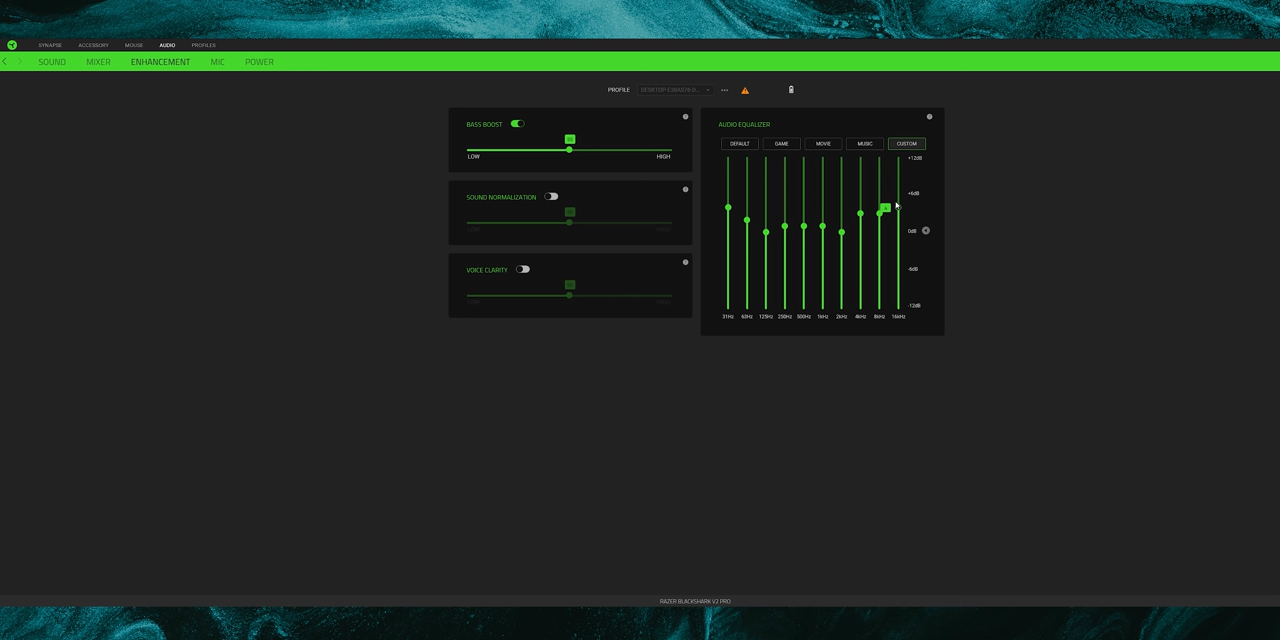 SYNAPSE ACCESSORY MOUSE AUDIO PROFILES
SOUND MIXER ENHANCEMENT MIC POWER
PROFILE
BASS BOOST
LOW HIGH
SOUND NORMALIZATION
VOICE CLARITY
AUDIO EQUALIZER
DEFAULT GAME MOVIE MUSIC CUSTOM
+12dB
+6dB
0dB
-6dB
-12dB
31Hz 63Hz 125Hz 250Hz 500Hz 1kHz 2kHz 4kHz 8kHz 16kHz
RAZER BLACKSHARK V2 PRO